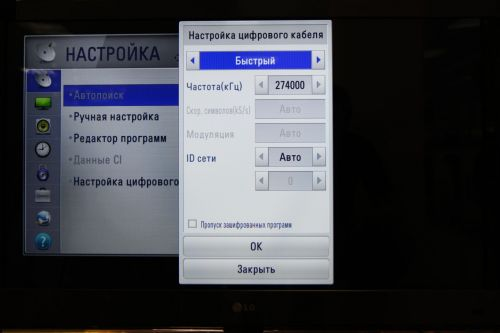 НАСТРОЙКА
•Автопоиск
•Ручная настройка
•Редактор программ
•Данные CI
•Настройка цифрового
Настройка цифрового кабеля
Быстрый
Частота(кГц) 274000
Скор. символов(kS/s) Авто
Модуляция Авто
ID сети Авто
0
Пропуск зашифрованных программ
ОК
Закрыть
LG